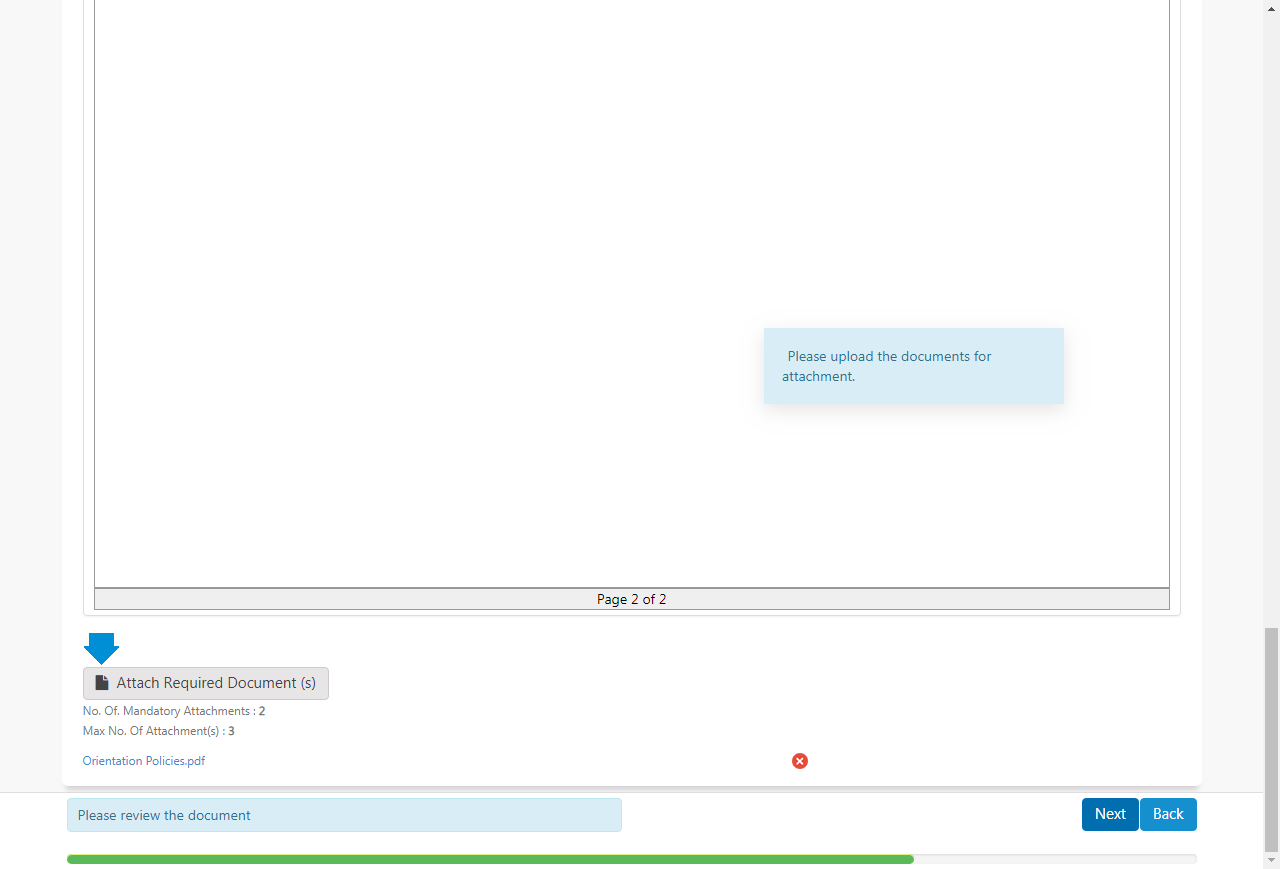 Please upload the documents for
attachment.
Page 2 of 2
Attach Required Document (s)
No. Of. Mandatory Attachments : 2
Max No. Of Attachment(s) : 3
Orientation Policies.pdf
Please review the document
Next
Back